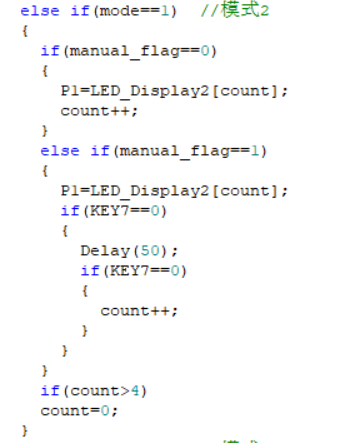 else if(mode==1)  //模式2
{
  if(manual_flag==0)
  {
    P1=LED_Display2[count];
    count++;
  }
  else if(manual_flag==1)
  {
    P1=LED_Display2[count];
    if(KEY7==0)
    {
      Delay(50);
      if(KEY7==0)
      {
        count++;
      }
    }
  }
  if(count>4)
  count=0;
}